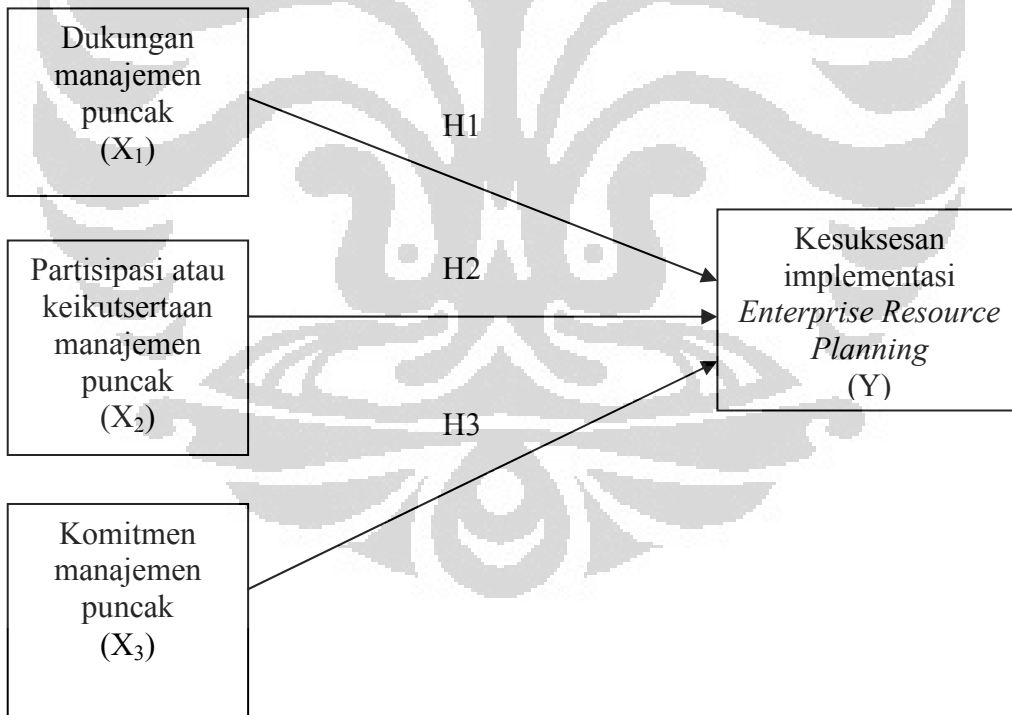 Dukungan
manajemen
puncak
(X₁)
H1
Partisipasi atau
keikutsertaan
manajemen
puncak
(X₂)
H2
Kesuksesan
implementasi
Enterprise Resource
Planning
(Y)
H3
Komitmen
manajemen
puncak
(X₃)